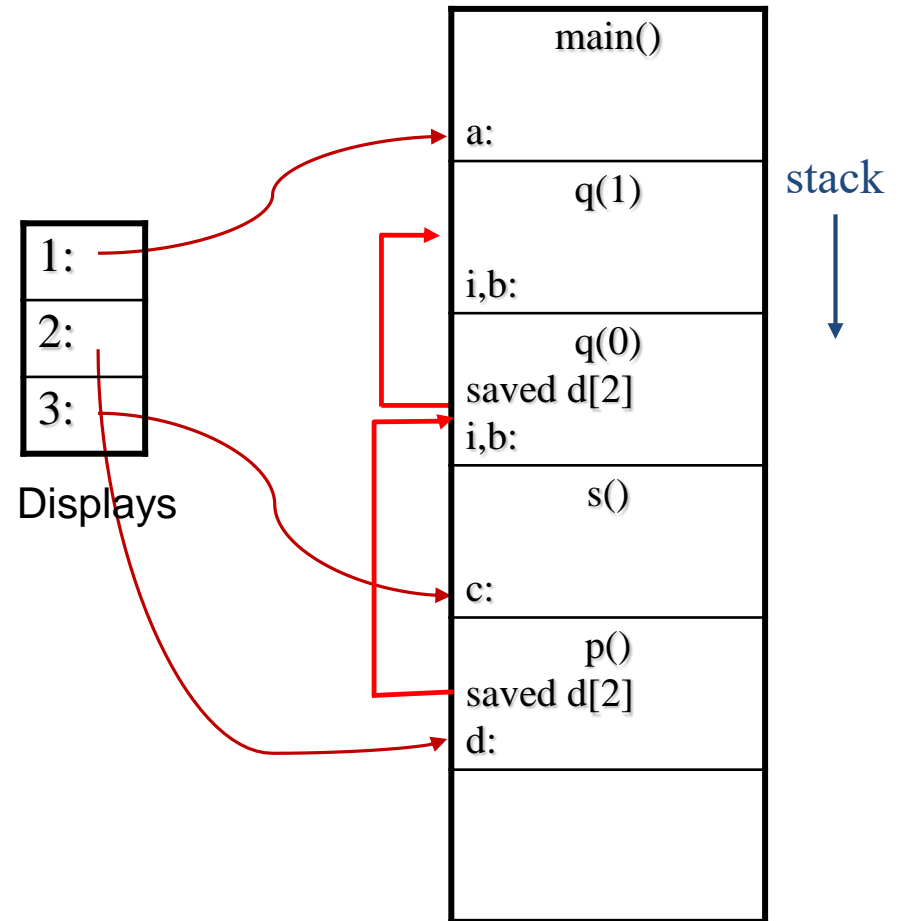 main()
a:
stack
q(1)
i,b:
1:
2:
3:
Displays
q(0)
saved d[2]
i,b:
s()
c:
p()
saved d[2]
d: